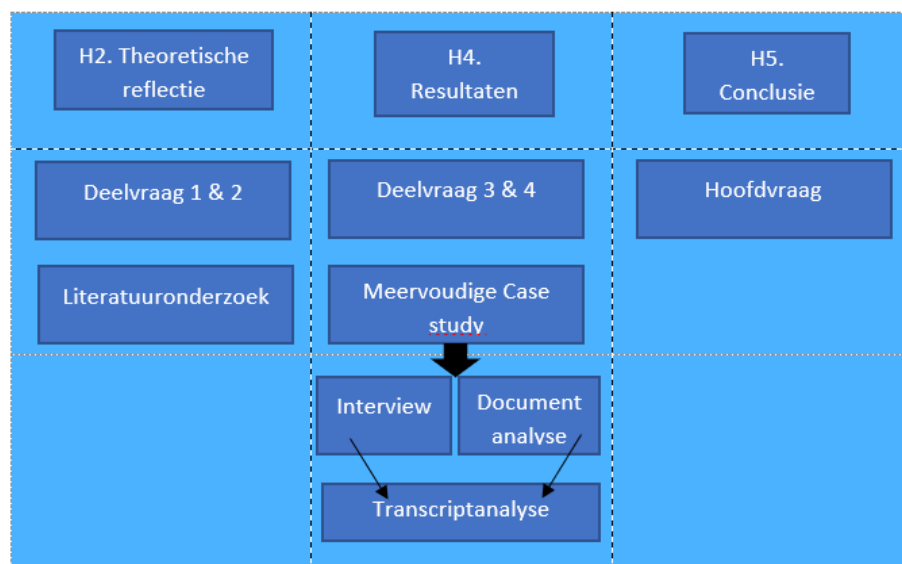 H2. Theoretische
reflectie
H4.
Resultaten
H5.
Conclusie
Deelvraag 1 & 2
Deelvraag 3 & 4
Hoofdvraag
Literatuuronderzoek
Meervoudige Case
study
Interview
Document
analyse
Transcriptanalyse